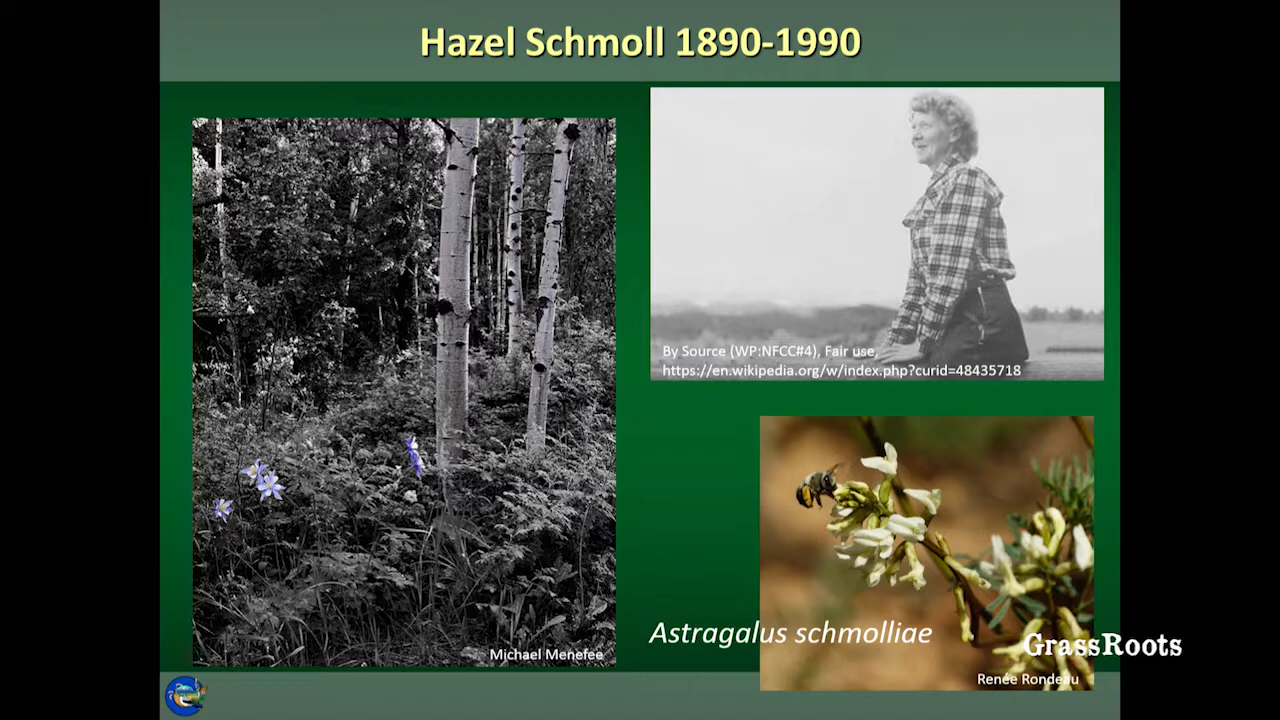 Hazel Schmoll 1890-1990
By Source (WP:NFCC#4), Fair use,
https://en.wikipedia.org/w/index.php?curid=48435718
Michael Menefee
Astragalus schmolliae
GrassRoots
Renée Rondeau